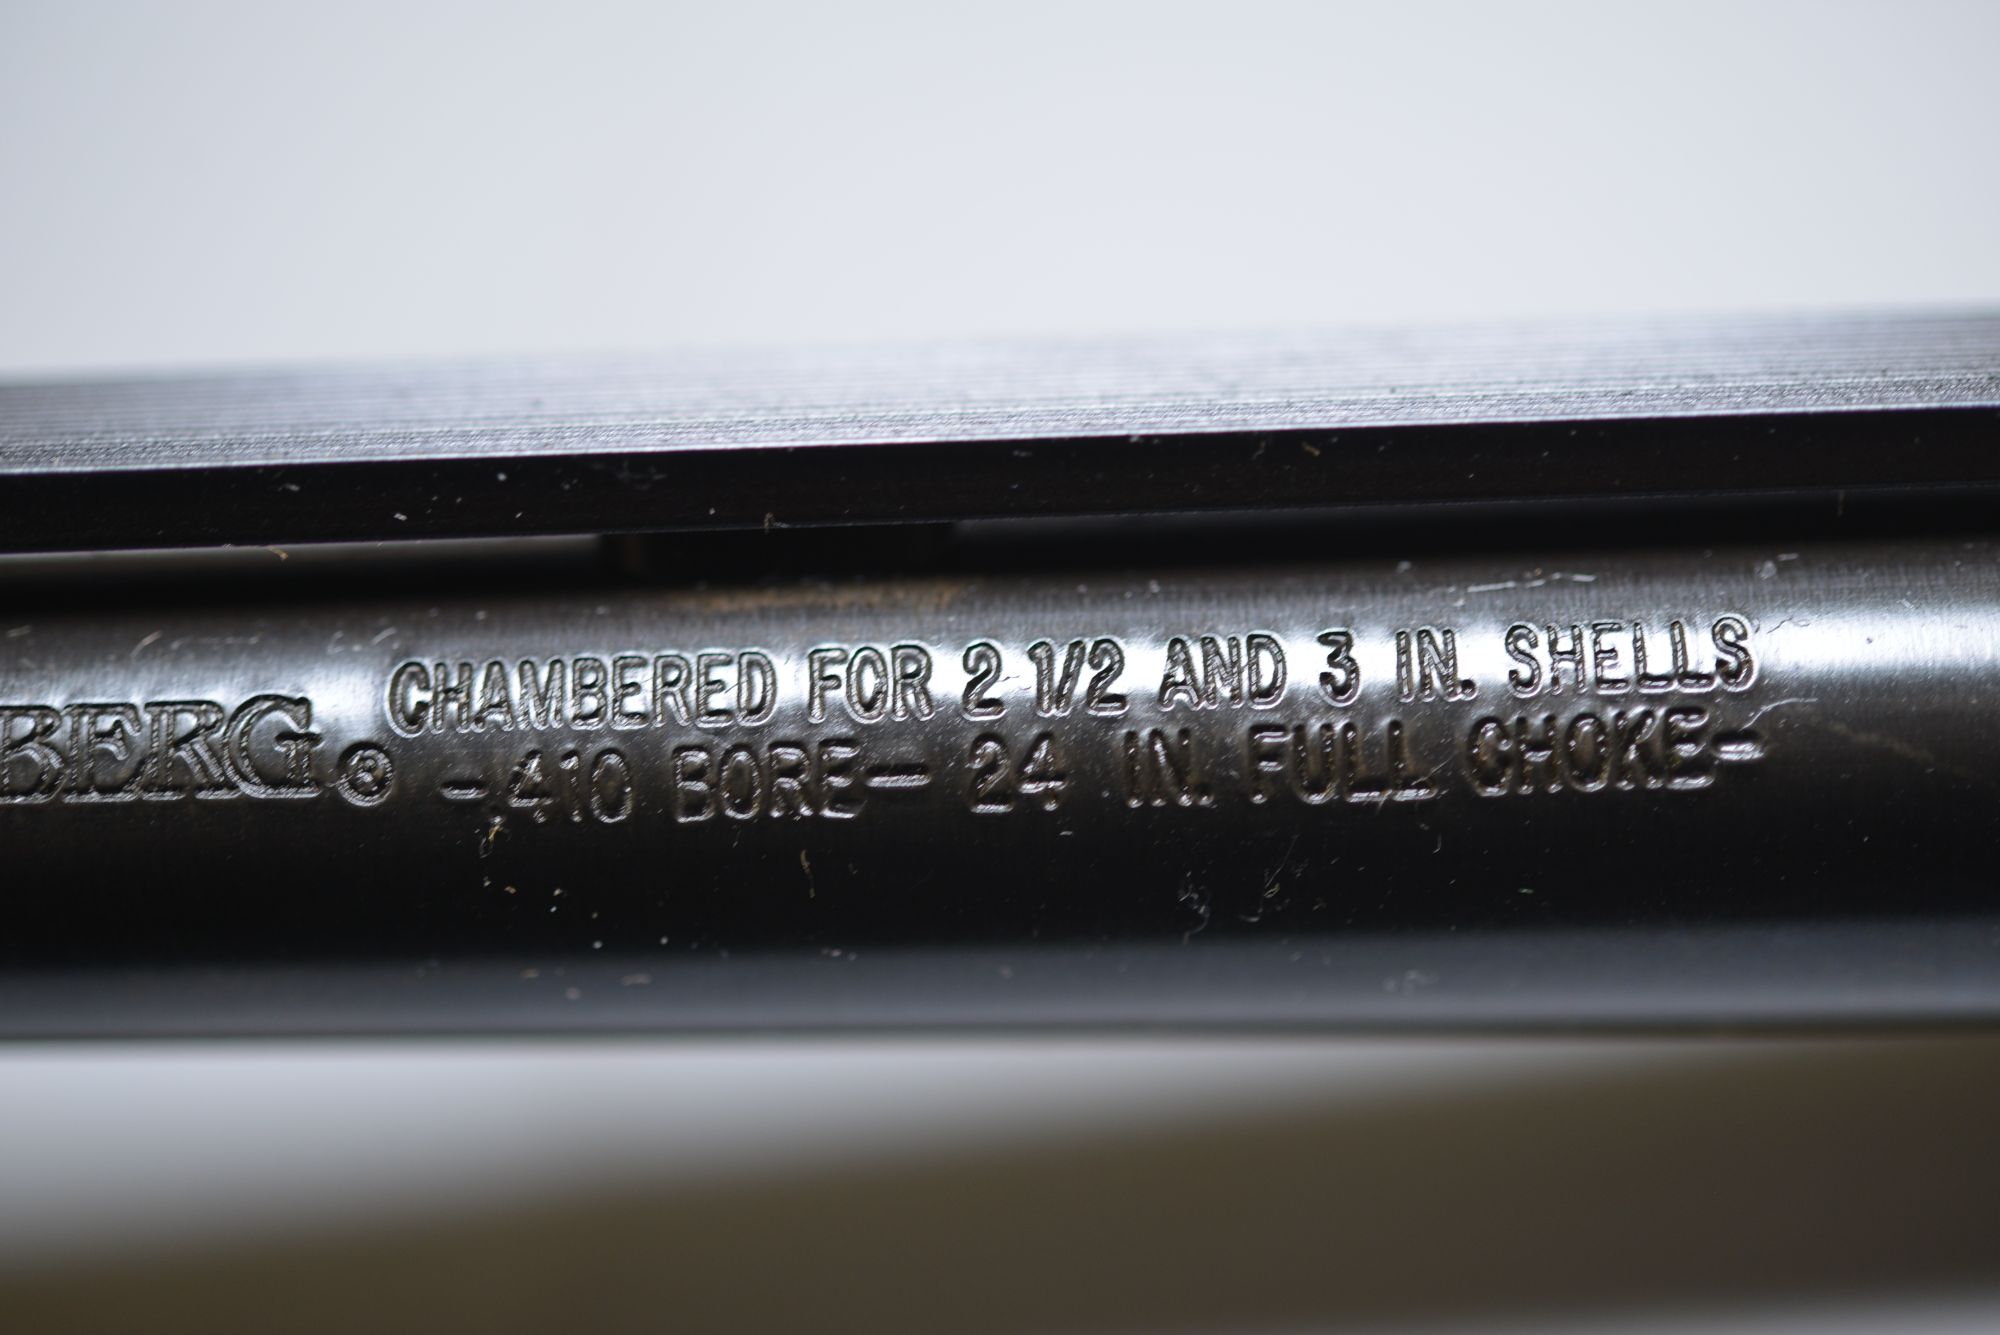 BERG® CHAMBERED FOR 2 1/2 AND 3 IN. SHELLS
-.410 BORE- 24 IN. FULL CHOKE-